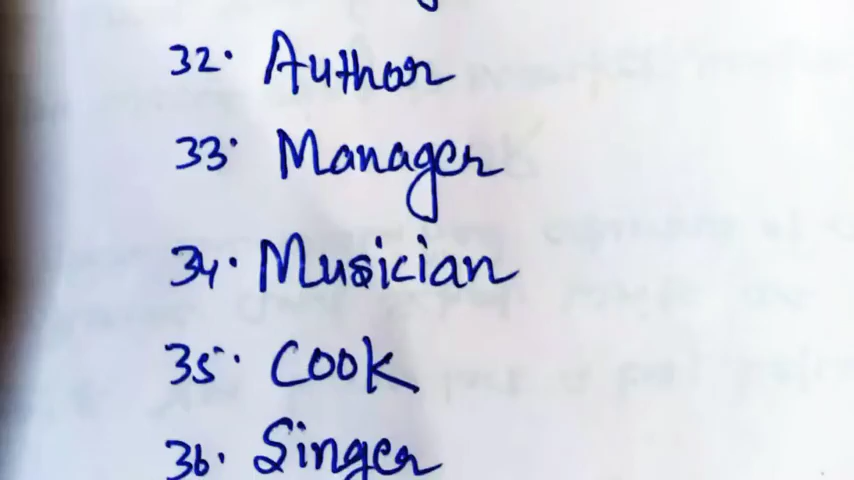 32. Author
33. Manager
34. Musician
35. Cook
36. Singer